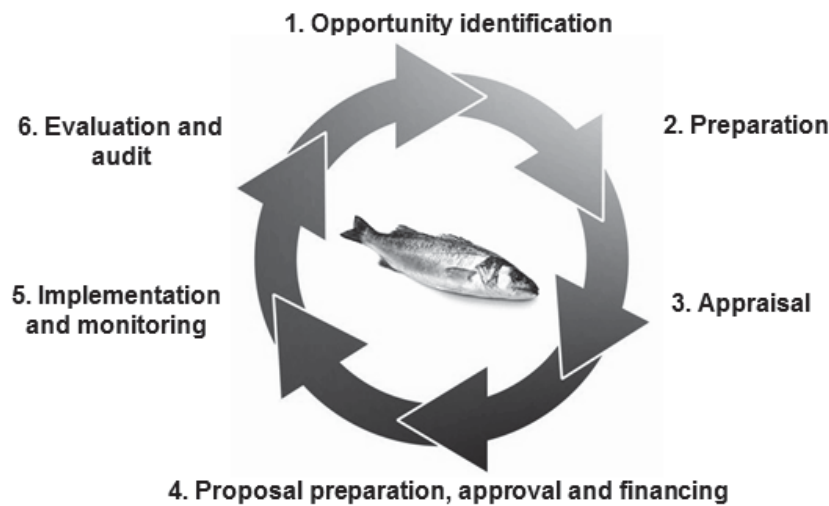 1. Opportunity identification
2. Preparation
3. Appraisal
4. Proposal preparation, approval and financing
5. Implementation
and monitoring
6. Evaluation and
audit